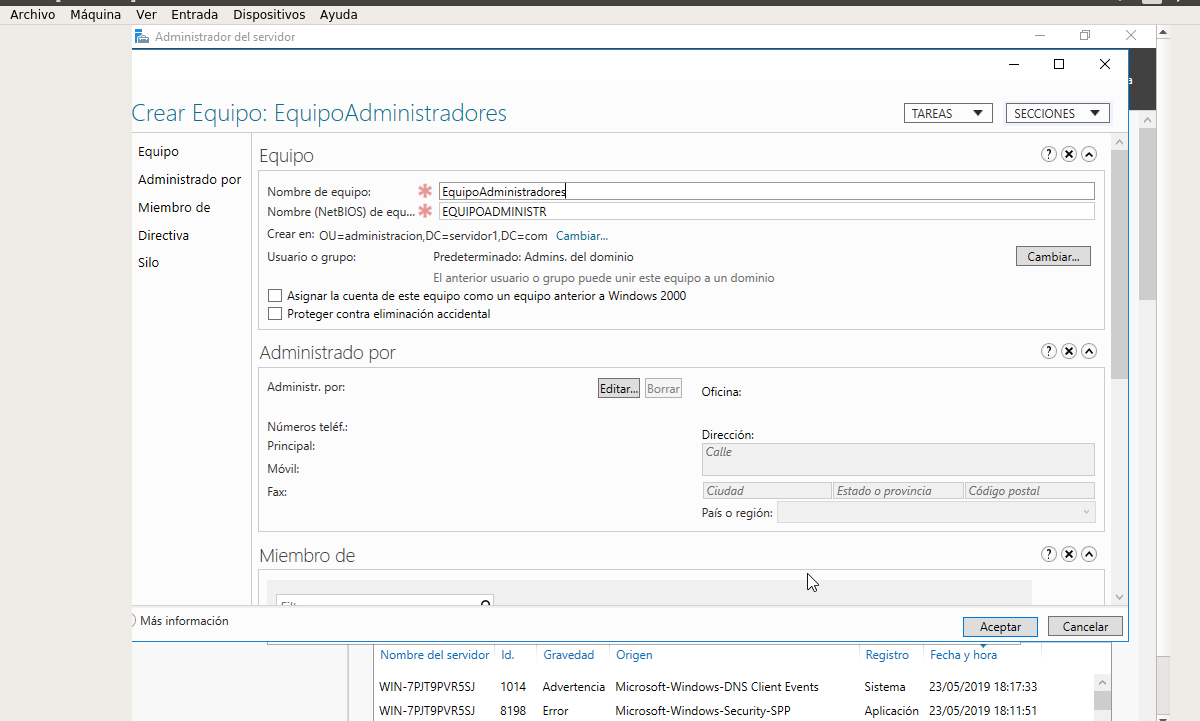 Archivo Máquina Ver Entrada Dispositivos Ayuda
Administrador del servidor
Crear Equipo: EquipoAdministradores
TAREAS
SECCIONES
Equipo
Administrado por
Miembro de
Directiva
Silo
Equipo
Nombre de equipo: EquipoAdministradores
Nombre (NetBIOS) de equ... EQUIPOADMINISTR
Crear en: OU=administracion,DC=servidor1,DC=com Cambiar...
Usuario o grupo: Predeterminado: Admins. del dominio Cambiar...
El anterior usuario o grupo puede unir este equipo a un dominio
Asignar la cuenta de este equipo como un equipo anterior a Windows 2000
Proteger contra eliminación accidental
Administrado por
Administr. por: Editar... Borrar Oficina:
Números teléf.:
Principal:
Móvil:
Fax:
Dirección:
Calle
Ciudad Estado o provincia Código postal
País o región:
Miembro de
Más información
Aceptar Cancelar
Nombre del servidor Id. Gravedad Origen Registro Fecha y hora
WIN-7PJT9PVR5SJ 1014 Advertencia Microsoft-Windows-DNS Client Events Sistema 23/05/2019 18:17:33
WIN-7PJT9PVR5SJ 8198 Error Microsoft-Windows-Security-SPP Aplicación 23/05/2019 18:11:51